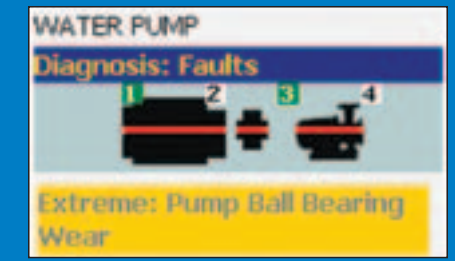 WATER PUMP
Diagnosis: Faults
1 2 3 4
Extreme: Pump Ball Bearing
Wear